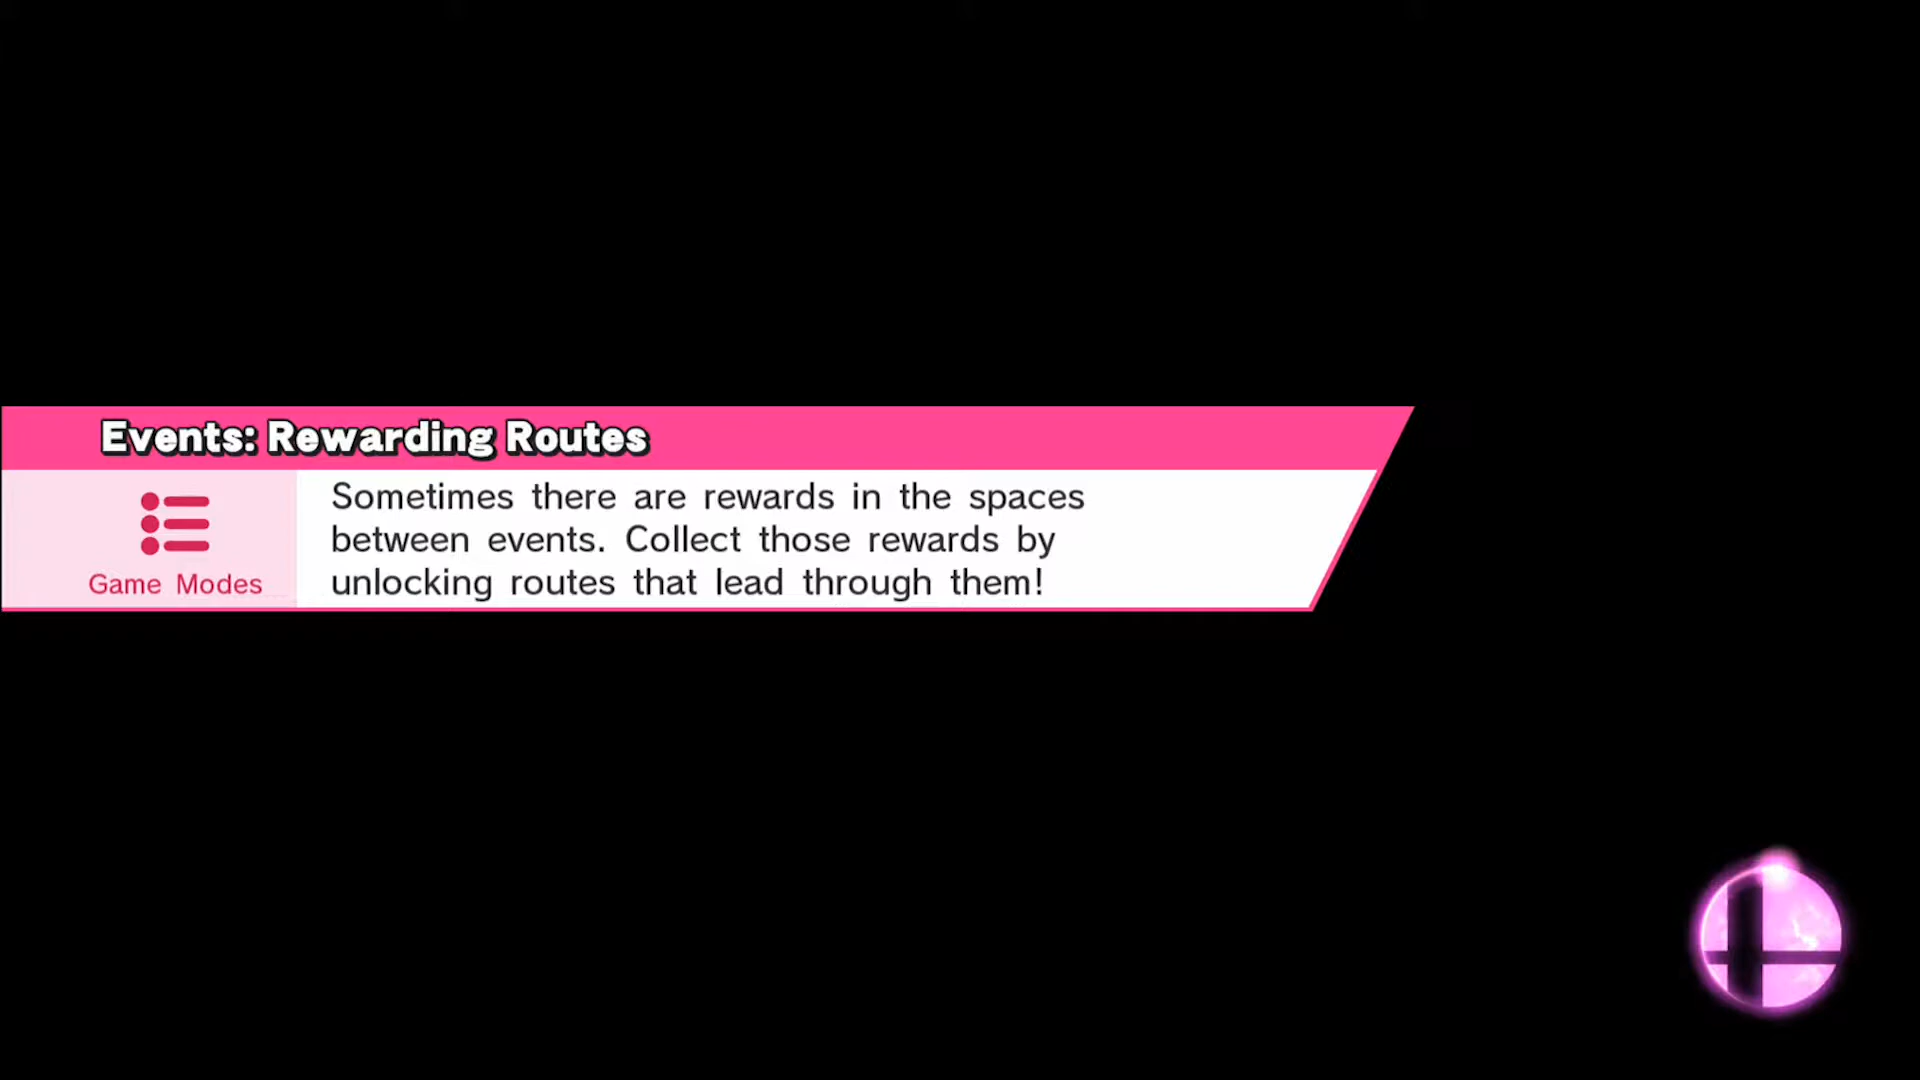 Events: Rewarding Routes
Sometimes there are rewards in the spaces
between events. Collect those rewards by
unlocking routes that lead through them!
Game Modes